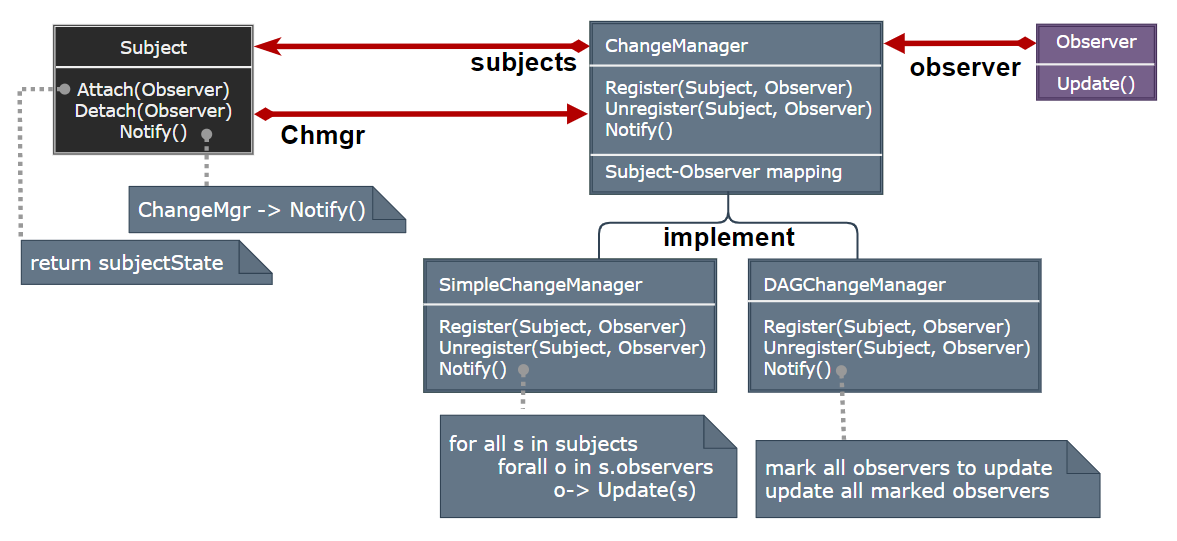 Subject
Attach(Observer)
Detach(Observer)
Notify()
subjects
Chmgr
ChangeManager
Register(Subject, Observer)
Unregister(Subject, Observer)
Notify()
Subject-Observer mapping
observer
Observer
Update()
ChangeMgr -> Notify()
return subjectState
implement
SimpleChangeManager
Register(Subject, Observer)
Unregister(Subject, Observer)
Notify()
DAGChangeManager
Register(Subject, Observer)
Unregister(Subject, Observer)
Notify()
for all s in subjects
forall o in s.observers
o-> Update(s)
mark all observers to update
update all marked observers